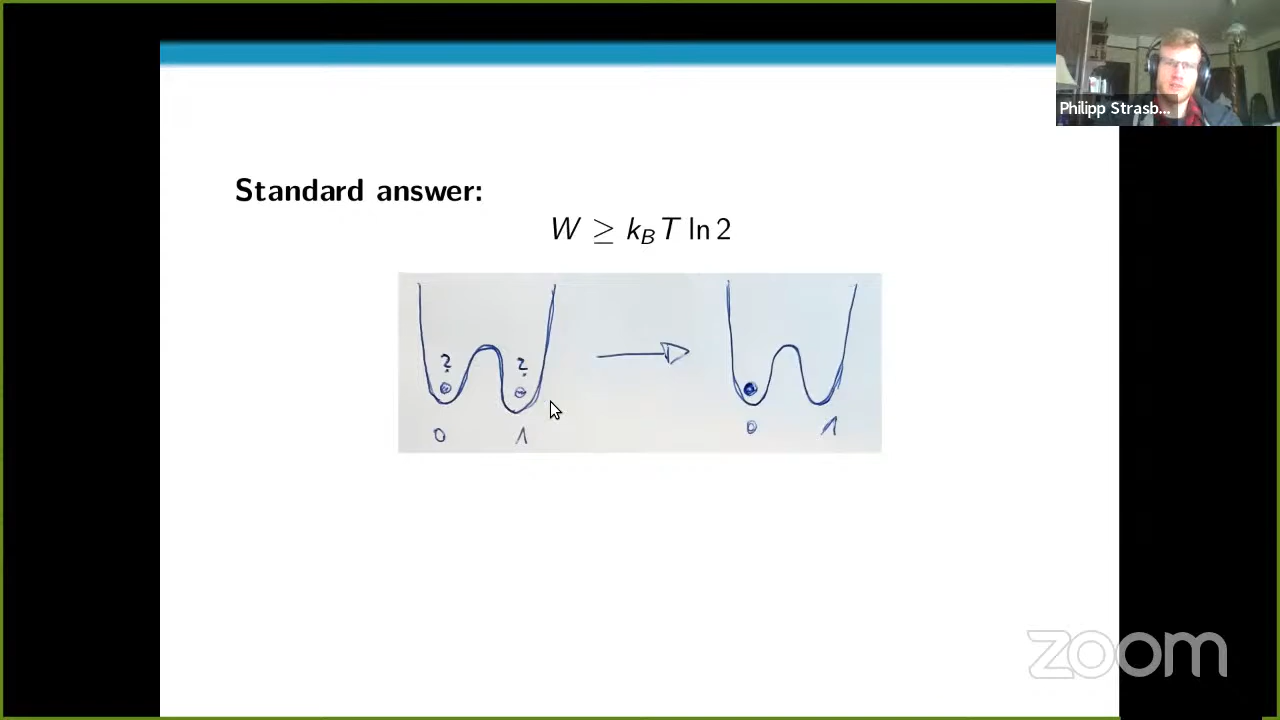 Philipp Strasb...
Standard answer:
W ≥ k_B T ln 2
? ?
0 1
0 1
zoom